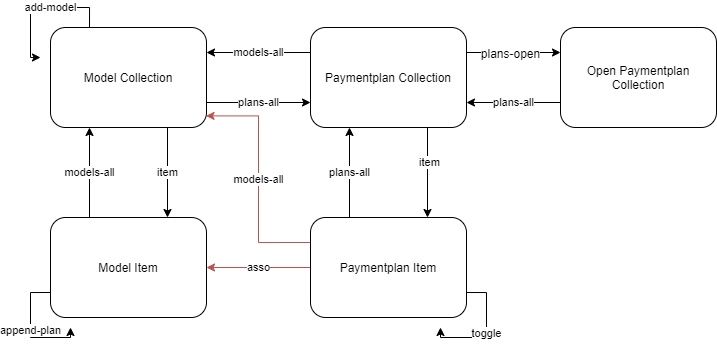 add-model
Model Collection
models-all
Paymentplan Collection
plans-open
Open Paymentplan
Collection
plans-all
plans-all
models-all
item
models-all
plans-all
item
Model Item
asso
Paymentplan Item
append-plan
toggle